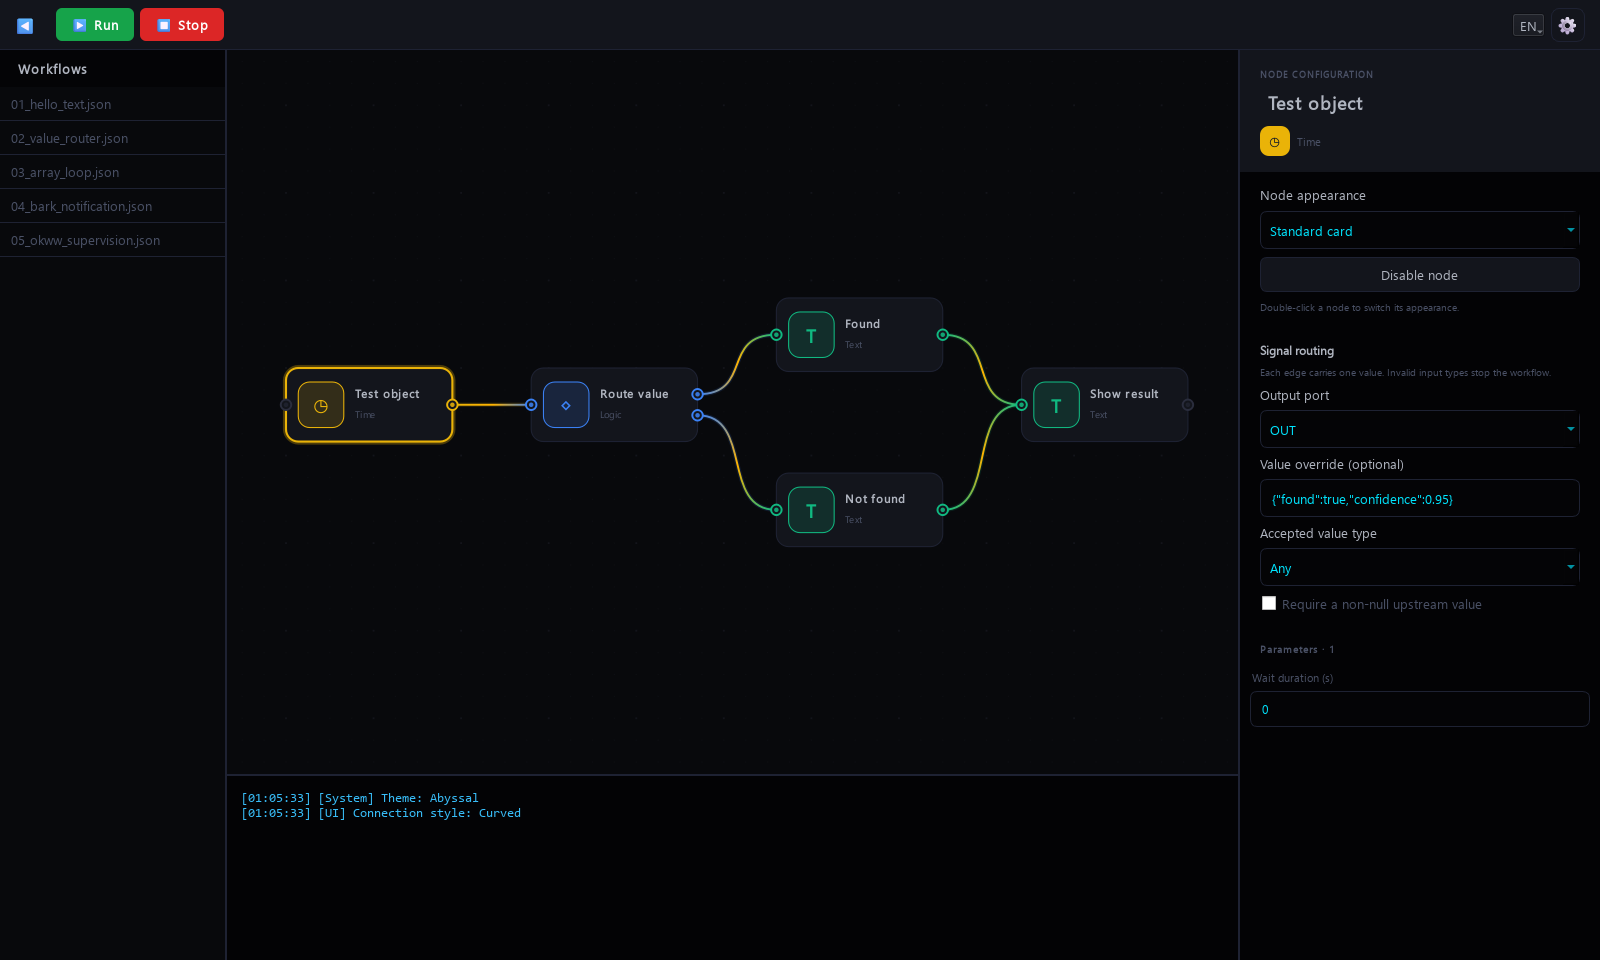 Run
Stop
EN
Workflows
01_hello_text.json
02_value_router.json
03_array_loop.json
04_bark_notification.json
05_okww_supervision.json
Test object
Time
Route value
Logic
T
Found
Text
T
Not found
Text
T
Show result
Text
[01:05:33] [System] Theme: Abyssal
[01:05:33] [UI] Connection style: Curved
NODE CONFIGURATION
Test object
Time
Node appearance
Standard card
Disable node
Double-click a node to switch its appearance.
Signal routing
Each edge carries one value. Invalid input types stop the workflow.
Output port
OUT
Value override (optional)
{"found":true,"confidence":0.95}
Accepted value type
Any
Require a non-null upstream value
Parameters · 1
Wait duration (s)
0